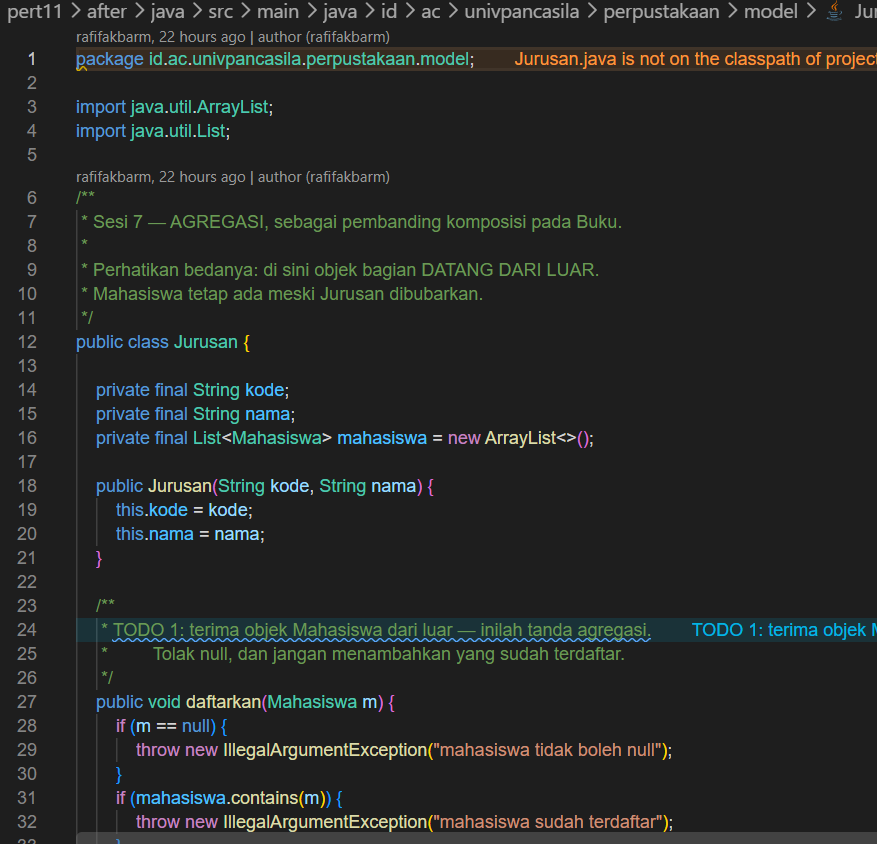 pert11 > after > java > src > main > java > id > ac > univpancasila > perpustakaan > model >
rafifakbarm, 22 hours ago | author (rafifakbarm)
1 package id.ac.univpancasila.perpustakaan.model; Jurusan.java is not on the classpath of project
2
3 import java.util.ArrayList;
4 import java.util.List;
5
rafifakbarm, 22 hours ago | author (rafifakbarm)
6 /**
7 * Sesi 7 — AGREGASI, sebagai pembanding komposisi pada Buku.
8 *
9 * Perhatikan bedanya: di sini objek bagian DATANG DARI LUAR.
10 * Mahasiswa tetap ada meski Jurusan dibubarkan.
11 */
12 public class Jurusan {
13
14 private final String kode;
15 private final String nama;
16 private final List<Mahasiswa> mahasiswa = new ArrayList<>();
17
18 public Jurusan(String kode, String nama) {
19 this.kode = kode;
20 this.nama = nama;
21 }
22
23 /**
24 * TODO 1: terima objek Mahasiswa dari luar — inilah tanda agregasi. TODO 1: terima objek
25 * Tolak null, dan jangan menambahkan yang sudah terdaftar.
26 */
27 public void daftarkan(Mahasiswa m) {
28 if (m == null) {
29 throw new IllegalArgumentException("mahasiswa tidak boleh null");
30 }
31 if (mahasiswa.contains(m)) {
32 throw new IllegalArgumentException("mahasiswa sudah terdaftar");